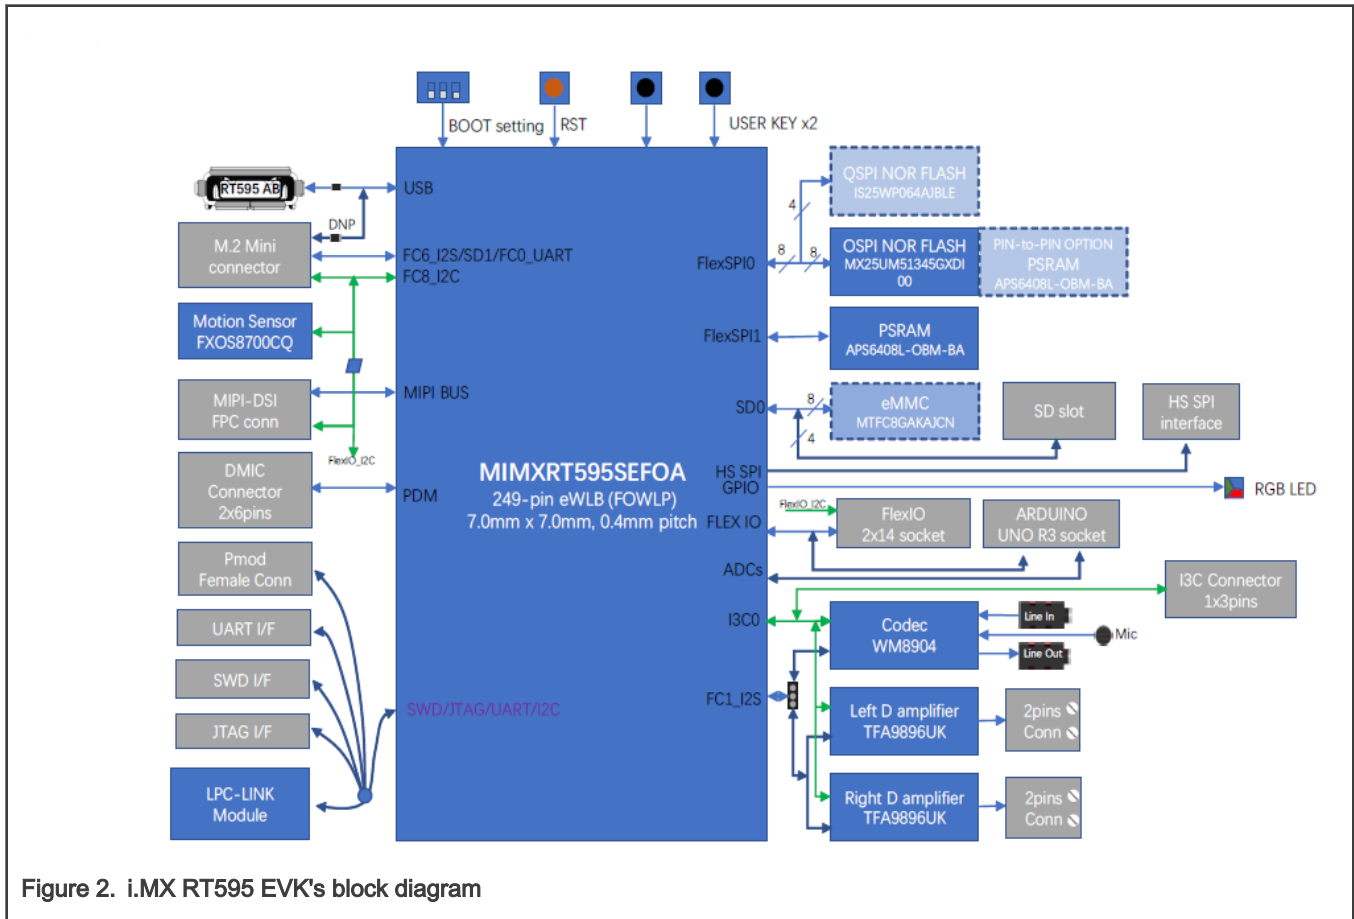 BOOT setting
RST
USER KEY x2
RT595 AB
USB
DNP
M.2 Mini
connector
FC6_I2S/SD1/FC0_UART
FC8_I2C
Motion Sensor
FXOS8700CQ
MIPI-DSI
FPC conn
MIPI BUS
FlexIO_I2C
DMIC
Connector
2x6pins
PDM
Pmod
Female Conn
UART I/F
SWD I/F
JTAG I/F
LPC-LINK
Module
SWD/JTAG/UART/I2C
MIMXRT595SEFOA
249-pin eWLB (FOWLP)
7.0mm x 7.0mm, 0.4mm pitch
QSPI NOR FLASH
IS25WP064AJBLE
4
FlexSPI0
8
8
OSPI NOR FLASH
MX25UM51345GXDI
00
PIN-to-PIN OPTION
PSRAM
APS6408L-OBM-BA
FlexSPI1
PSRAM
APS6408L-OBM-BA
SD0
8
4
eMMC
MTFC8GAKAJCN
SD slot
HS SPI
interface
HS SPI
GPIO
RGB LED
FLEX IO
FlexIO_I2C
FlexIO
2x14 socket
ARDUINO
UNO R3 socket
ADCs
I3C Connector
1x3pins
I3C0
Codec
WM8904
Line In
Mic
Line Out
FC1_I2S
Left D amplifier
TFA9896UK
2pins
Conn
Right D amplifier
TFA9896UK
2pins
Conn
Figure 2. i.MX RT595 EVK's block diagram